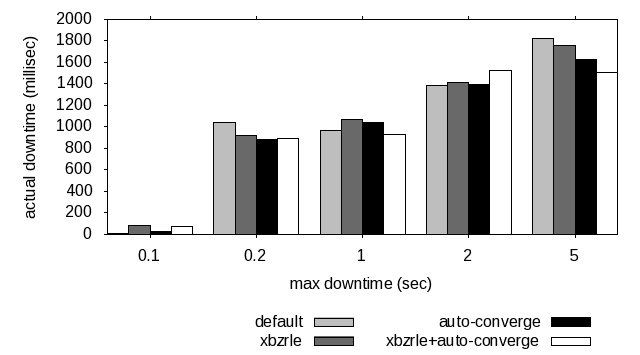 2000
1800
1600
1400
1200
1000
800
600
400
200
0
actual downtime (millisec)
0.1 0.2 1 2 5
max downtime (sec)
default auto-converge
xbzrle xbzrle+auto-converge